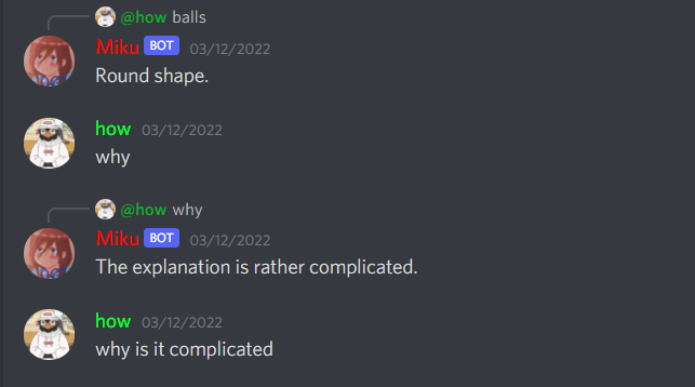 @how balls
Miku BOT 03/12/2022
Round shape.
how 03/12/2022
why
@how why
Miku BOT 03/12/2022
The explanation is rather complicated.
how 03/12/2022
why is it complicated